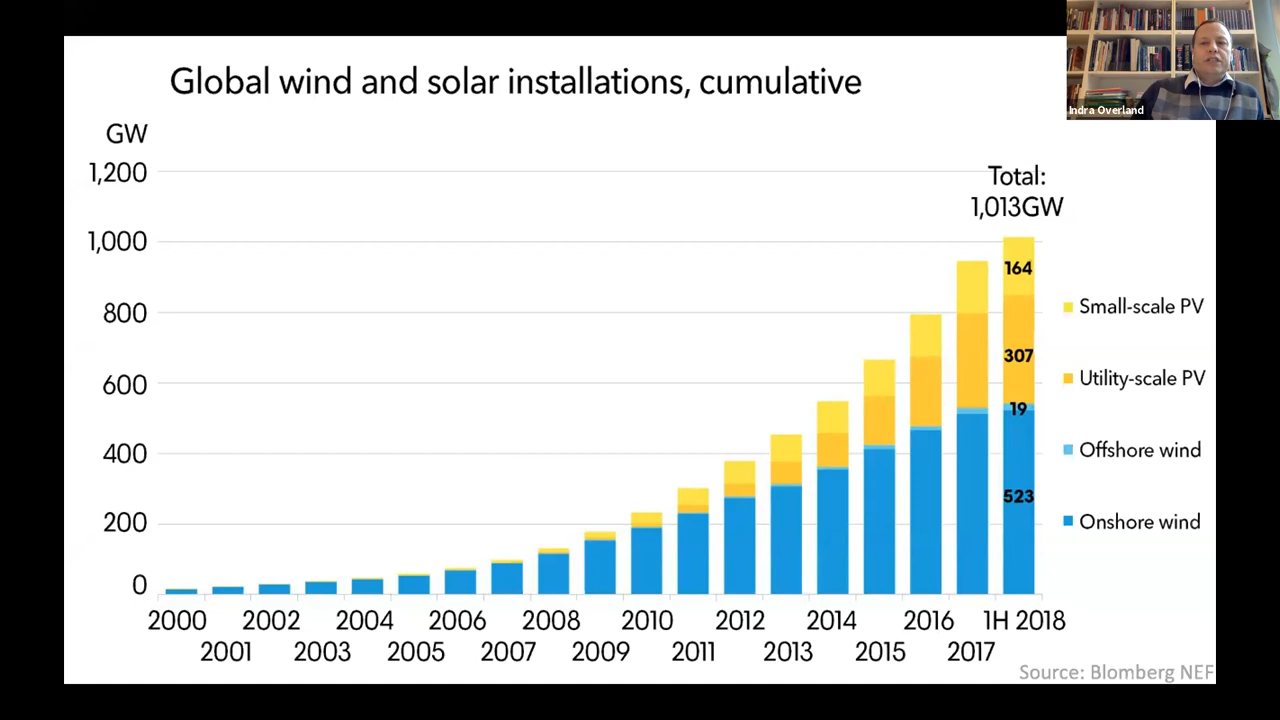 Global wind and solar installations, cumulative
Indra Overland
GW
1,200
1,000
800
600
400
200
0
Total:
1,013GW
164
307
19
523
Small-scale PV
Utility-scale PV
Offshore wind
Onshore wind
2000 2002 2004 2006 2008 2010 2012 2014 2016 1H 2018
2001 2003 2005 2007 2009 2011 2013 2015 2017
Source: Blomberg NEF